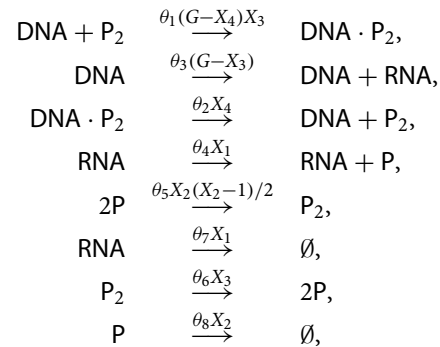 DNA + P₂ θ₁(G−X₄)X₃ → DNA · P₂,
DNA θ₃(G−X₃) → DNA + RNA,
DNA · P₂ θ₂X₄ → DNA + P₂,
RNA θ₄X₁ → RNA + P,
2P θ₅X₂(X₂−1)/2 → P₂,
RNA θ₇X₁ → Ø,
P₂ θ₆X₃ → 2P,
P θ₈X₂ → Ø,